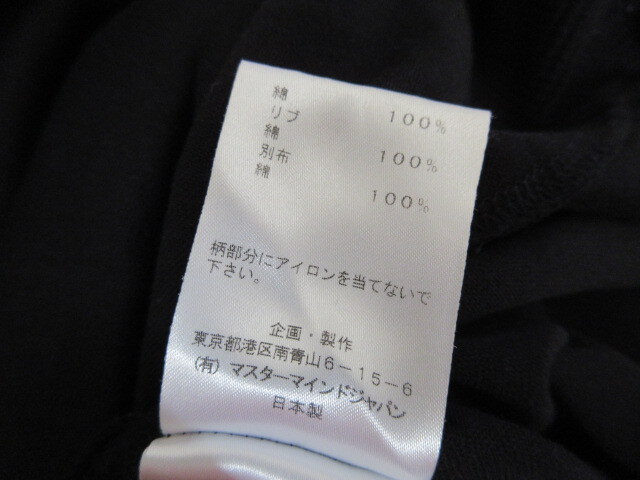 綿 100%
リブ
綿 100%
別布
綿 100%
柄部分にアイロンを当てないで
下さい。
企画・製作
東京都港区南青山6-15-6
(有) マスターマインドジャパン
日本製